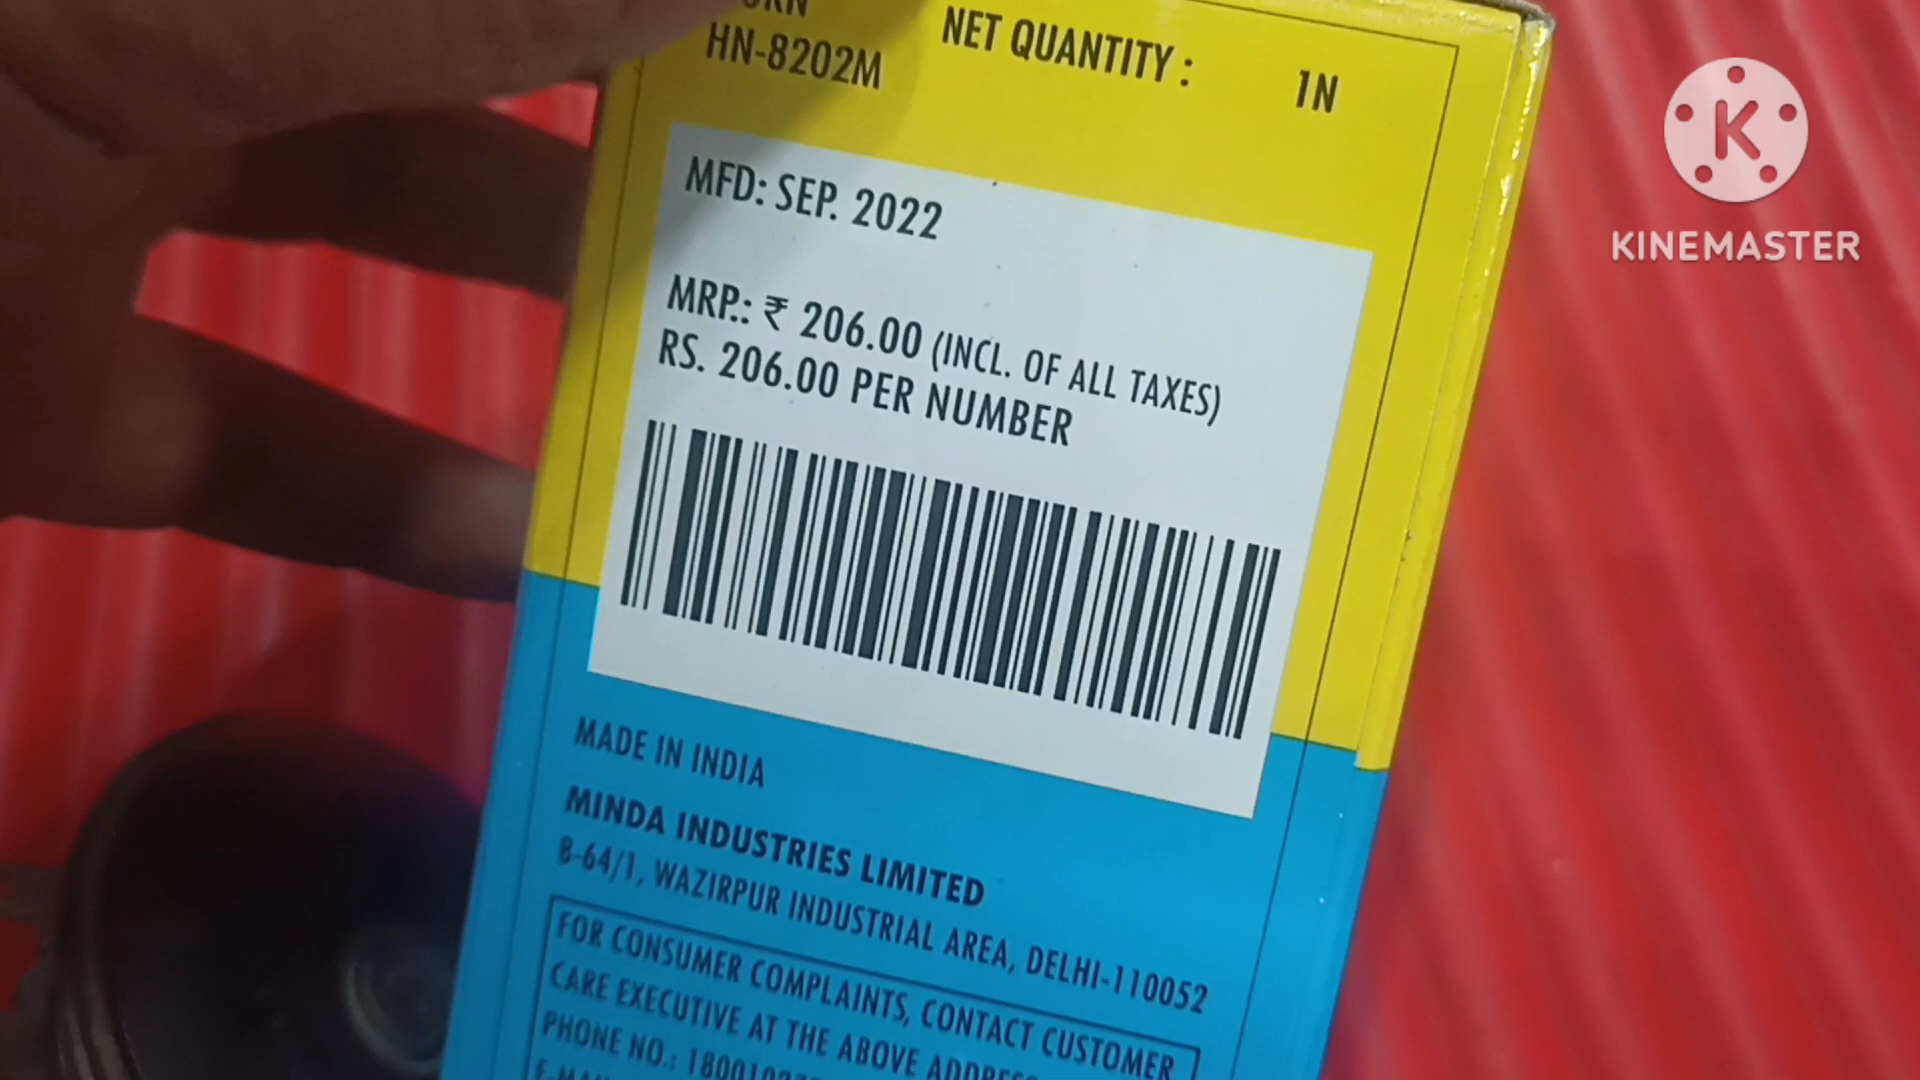 HN-8202M
NET QUANTITY : 1N
MFD: SEP. 2022
MRP.: ₹ 206.00 (INCL. OF ALL TAXES)
RS. 206.00 PER NUMBER
MADE IN INDIA
MINDA INDUSTRIES LIMITED
B-64/1, WAZIRPUR INDUSTRIAL AREA, DELHI-110052
FOR CONSUMER COMPLAINTS, CONTACT CUSTOMER
CARE EXECUTIVE AT THE ABOVE
PHONE NO.:
K
KINEMASTER